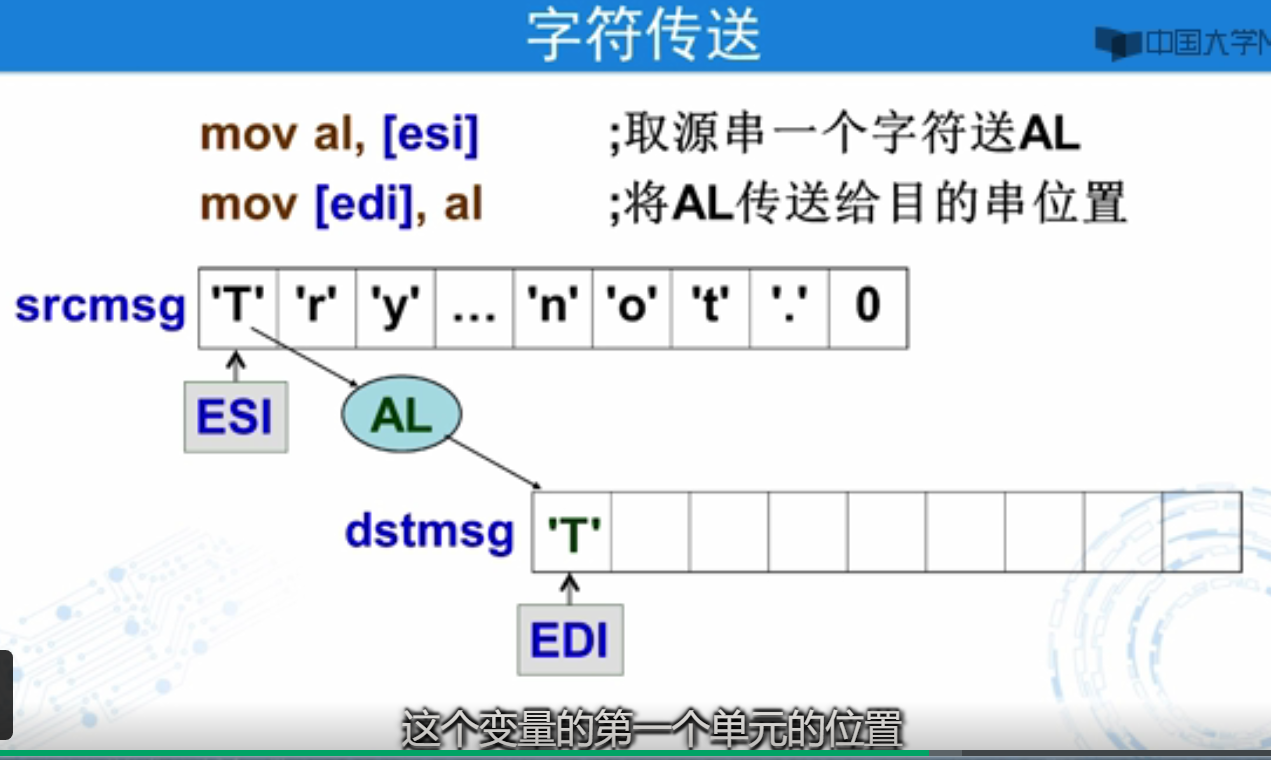 字符传送
中国大学M
mov al, [esi] ;取源串一个字符送AL
mov [edi], al ;将AL传送给目的串位置
srcmsg 'T' 'r' 'y' ... 'n' 'o' 't' '.' 0
ESI
AL
dstmsg 'T'
EDI
这个变量的第一个单元的位置